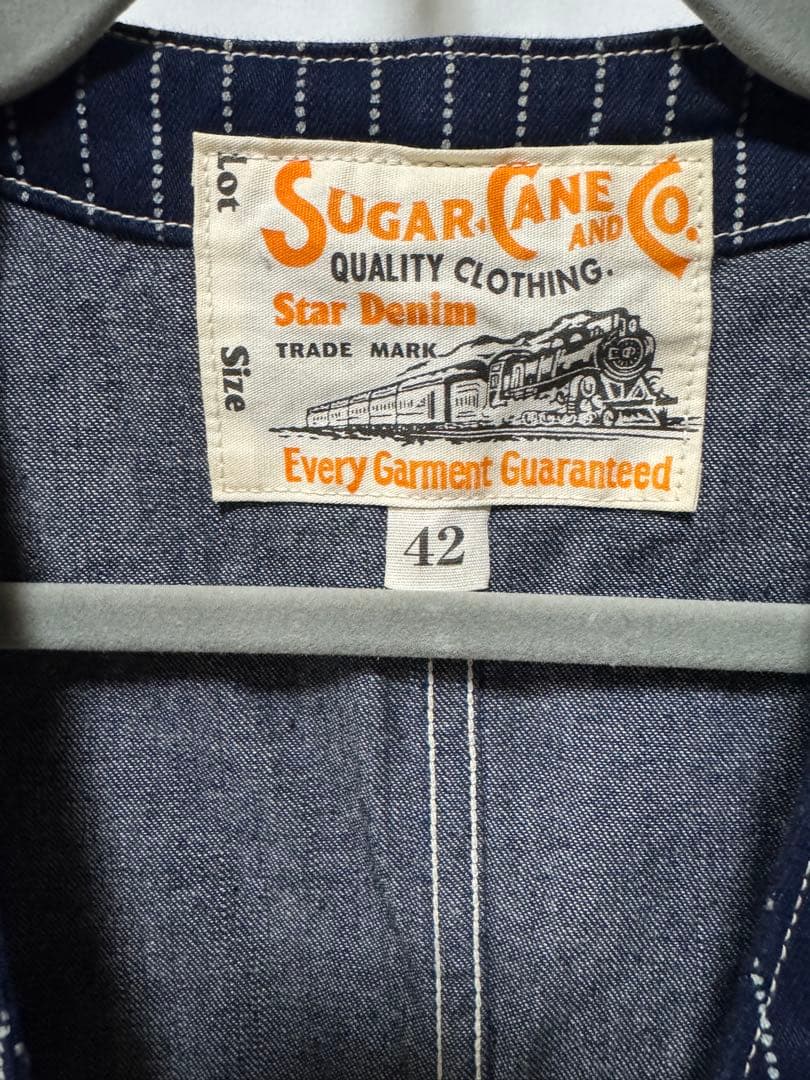 Lot
SUGAR CANE AND CO.
QUALITY CLOTHING.
Star Denim
TRADE MARK
Size
Every Garment Guaranteed
42